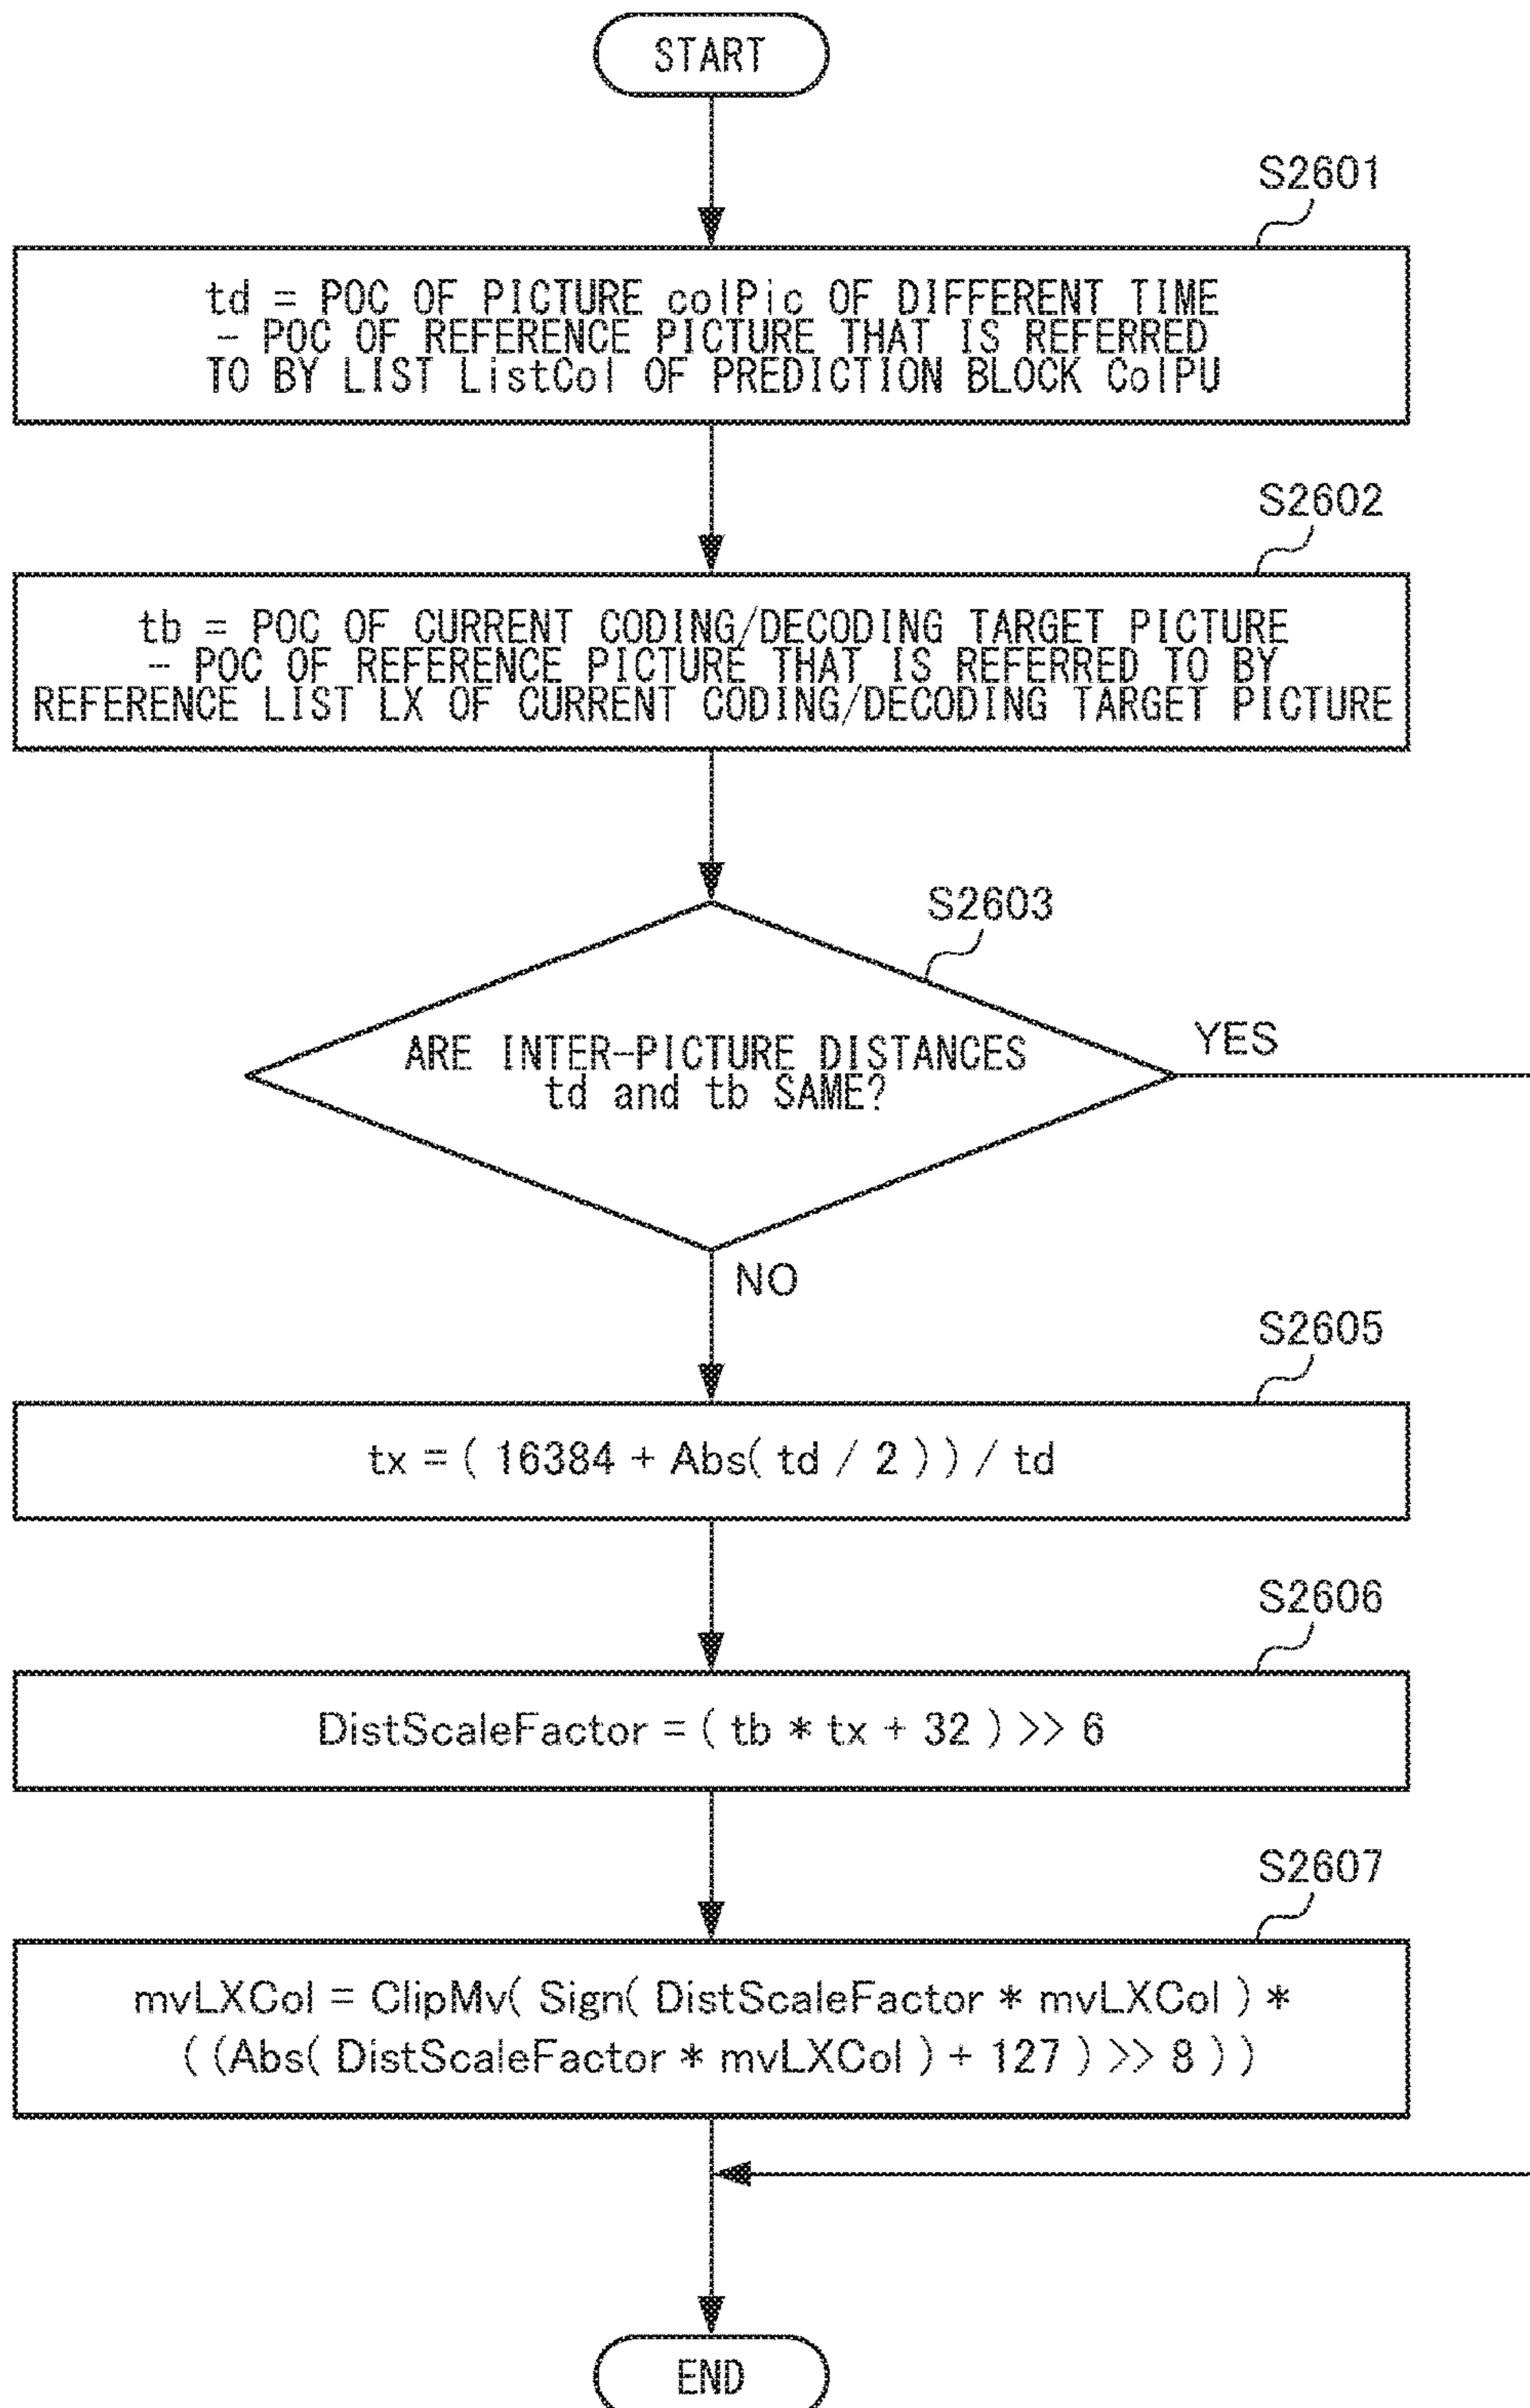 START
S2601
td = POC OF PICTURE colPic OF DIFFERENT TIME
- POC OF REFERENCE PICTURE THAT IS REFERRED
TO BY LIST ListCol OF PREDICTION BLOCK ColPU
S2602
tb = POC OF CURRENT CODING/DECODING TARGET PICTURE
- POC OF REFERENCE PICTURE THAT IS REFERRED TO BY
REFERENCE LIST LX OF CURRENT CODING/DECODING TARGET PICTURE
S2603
ARE INTER-PICTURE DISTANCES
td and tb SAME?
YES
NO
S2605
tx = ( 16384 + Abs( td / 2 ) ) / td
S2606
DistScaleFactor = ( tb * tx + 32 ) >> 6
S2607
mvLXCol = ClipMv( Sign( DistScaleFactor * mvLXCol ) *
( (Abs( DistScaleFactor * mvLXCol ) + 127 ) >> 8 ) )
END